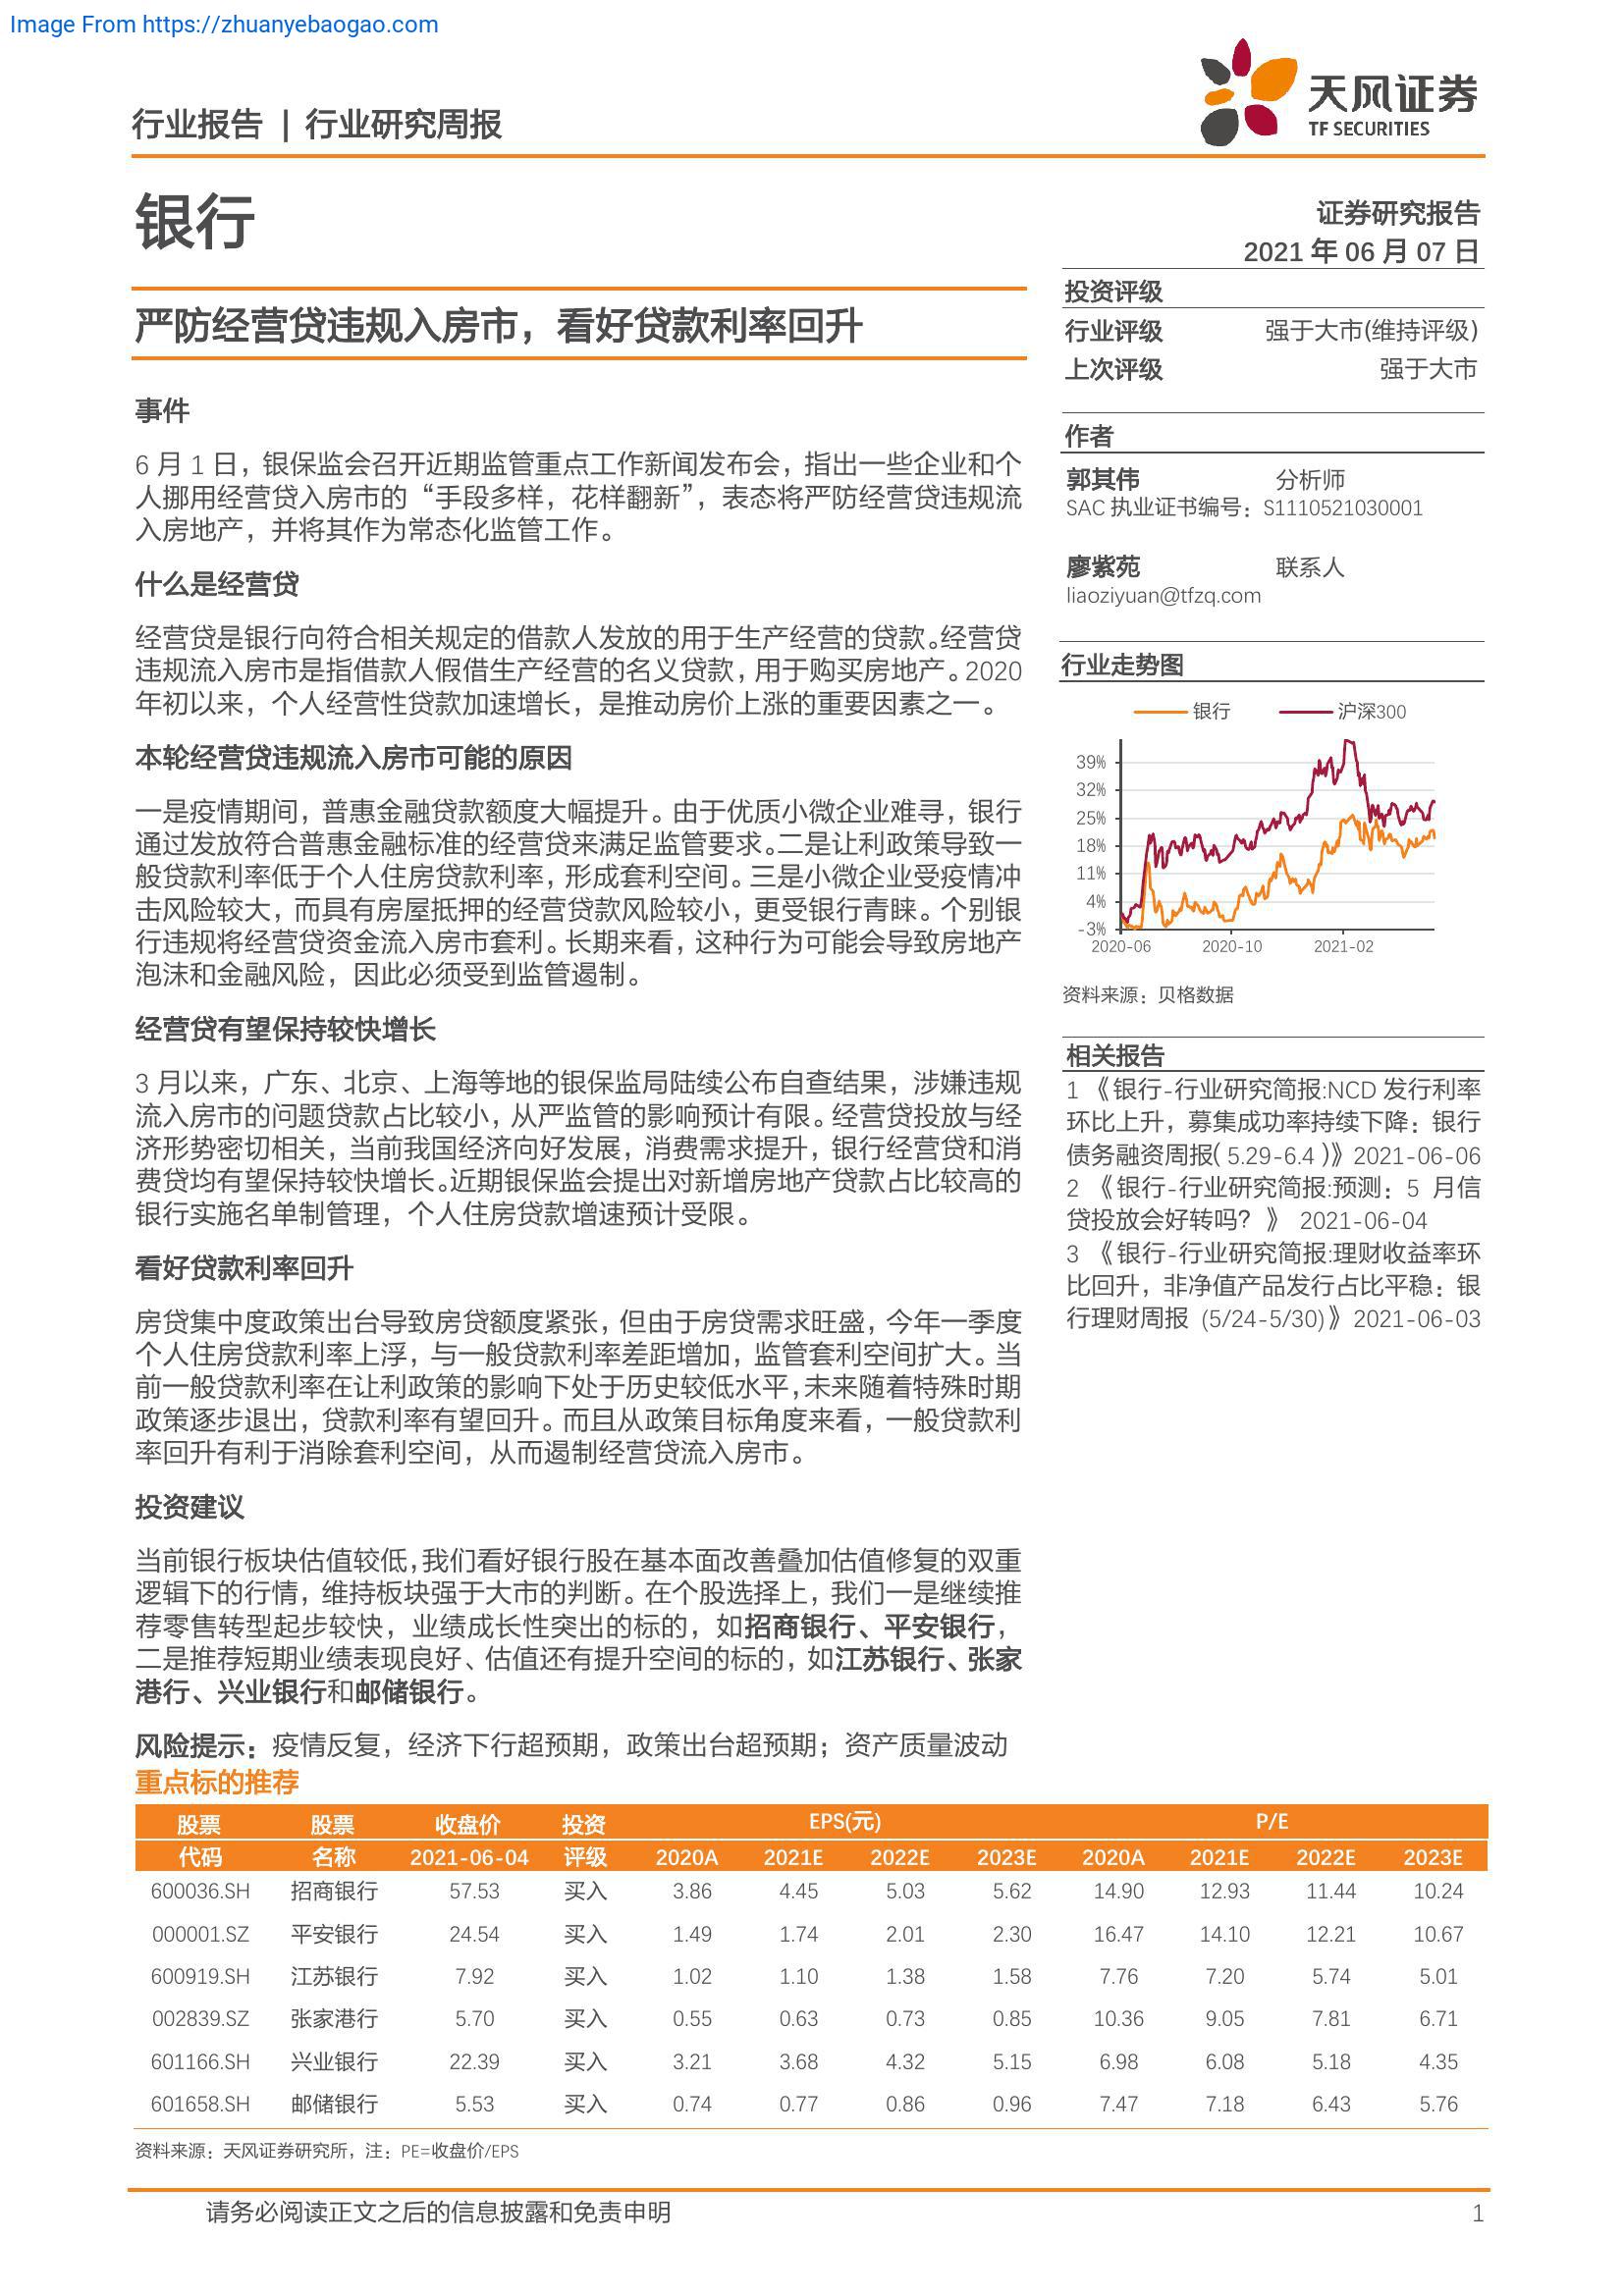 Image From https://zhuanyebaogao.com
天风证券
TF SECURITIES
行业报告 | 行业研究周报
银行
证券研究报告
2021 年 06 月 07 日
严防经营贷违规入房市，看好贷款利率回升
事件
6 月 1 日，银保监会召开近期监管重点工作新闻发布会，指出一些企业和个
人挪用经营贷入房市的“手段多样，花样翻新”，表态将严防经营贷违规流
入房地产，并将其作为常态化监管工作。
什么是经营贷
经营贷是银行向符合相关规定的借款人发放的用于生产经营的贷款。经营贷
违规流入房市是指借款人假借生产经营的名义贷款，用于购买房地产。2020
年初以来，个人经营性贷款加速增长，是推动房价上涨的重要因素之一。
本轮经营贷违规流入房市可能的原因
一是疫情期间，普惠金融贷款额度大幅提升。由于优质小微企业难寻，银行
通过发放符合普惠金融标准的经营贷来满足监管要求。二是让利政策导致一
般贷款利率低于个人住房贷款利率，形成套利空间。三是小微企业受疫情冲
击风险较大，而具有房屋抵押的经营贷款风险较小，更受银行青睐。个别银
行违规将经营贷资金流入房市套利。长期来看，这种行为可能会导致房地产
泡沫和金融风险，因此必须受到监管遏制。
经营贷有望保持较快增长
3 月以来，广东、北京、上海等地的银保监局陆续公布自查结果，涉嫌违规
流入房市的问题贷款占比较小，从严监管的影响预计有限。经营贷投放与经
济形势密切相关，当前我国经济向好发展，消费需求提升，银行经营贷和消
费贷均有望保持较快增长。近期银保监会提出对新增房地产贷款占比较高的
银行实施名单制管理，个人住房贷款增速预计受限。
看好贷款利率回升
房贷集中度政策出台导致房贷额度紧张，但由于房贷需求旺盛，今年一季度
个人住房贷款利率上浮，与一般贷款利率差距增加，监管套利空间扩大。当
前一般贷款利率在让利政策的影响下处于历史较低水平，未来随着特殊时期
政策逐步退出，贷款利率有望回升。而且从政策目标角度来看，一般贷款利
率回升有利于消除套利空间，从而遏制经营贷流入房市。
投资建议
当前银行板块估值较低，我们看好银行股在基本面改善叠加估值修复的双重
逻辑下的行情，维持板块强于大市的判断。在个股选择上，我们一是继续推
荐零售转型起步较快，业绩成长性突出的标的，如招商银行、平安银行，
二是推荐短期业绩表现良好、估值还有提升空间的标的，如江苏银行、张家
港行、兴业银行和邮储银行。
风险提示：疫情反复，经济下行超预期，政策出台超预期；资产质量波动
投资评级
行业评级 强于大市(维持评级)
上次评级 强于大市
作者
郭其伟 分析师
SAC 执业证书编号：S1110521030001
廖紫苑 联系人
liaoziyuan@tfzq.com
行业走势图
银行 沪深300
39%
32%
25%
18%
11%
4%
-3%
2020-06 2020-10 2021-02
资料来源：贝格数据
相关报告
1 《银行-行业研究简报:NCD 发行利率
环比上升，募集成功率持续下降：银行
债务融资周报( 5.29-6.4 )》 2021-06-06
2 《银行-行业研究简报:预测：5 月信
贷投放会好转吗？》 2021-06-04
3 《银行-行业研究简报:理财收益率环
比回升，非净值产品发行占比平稳：银
行理财周报 (5/24-5/30)》 2021-06-03
重点标的推荐
股票 股票 收盘价 投资 EPS(元) P/E
代码 名称 2021-06-04 评级 2020A 2021E 2022E 2023E 2020A 2021E 2022E 2023E
600036.SH 招商银行 57.53 买入 3.86 4.45 5.03 5.62 14.90 12.93 11.44 10.24
000001.SZ 平安银行 24.54 买入 1.49 1.74 2.01 2.30 16.47 14.10 12.21 10.67
600919.SH 江苏银行 7.92 买入 1.02 1.10 1.38 1.58 7.76 7.20 5.74 5.01
002839.SZ 张家港行 5.70 买入 0.55 0.63 0.73 0.85 10.36 9.05 7.81 6.71
601166.SH 兴业银行 22.39 买入 3.21 3.68 4.32 5.15 6.98 6.08 5.18 4.35
601658.SH 邮储银行 5.53 买入 0.74 0.77 0.86 0.96 7.47 7.18 6.43 5.76
资料来源：天风证券研究所，注：PE=收盘价/EPS
请务必阅读正文之后的信息披露和免责申明 1